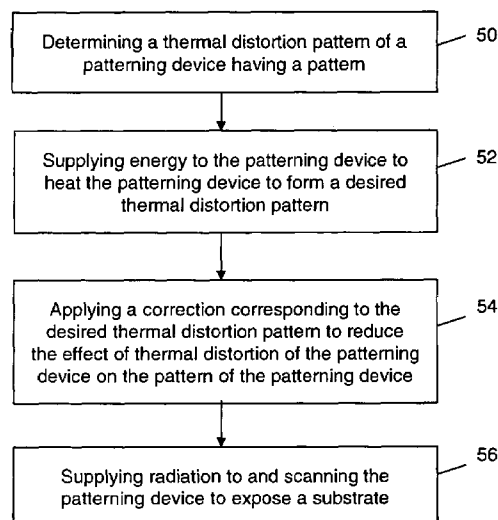 Determining a thermal distortion pattern of a
patterning device having a pattern
50
Supplying energy to the patterning device to
heat the patterning device to form a desired
thermal distortion pattern
52
Applying a correction corresponding to the
desired thermal distortion pattern to reduce
the effect of thermal distortion of the patterning
device on the pattern of the patterning device
54
Supplying radiation to and scanning the
patterning device to expose a substrate
56